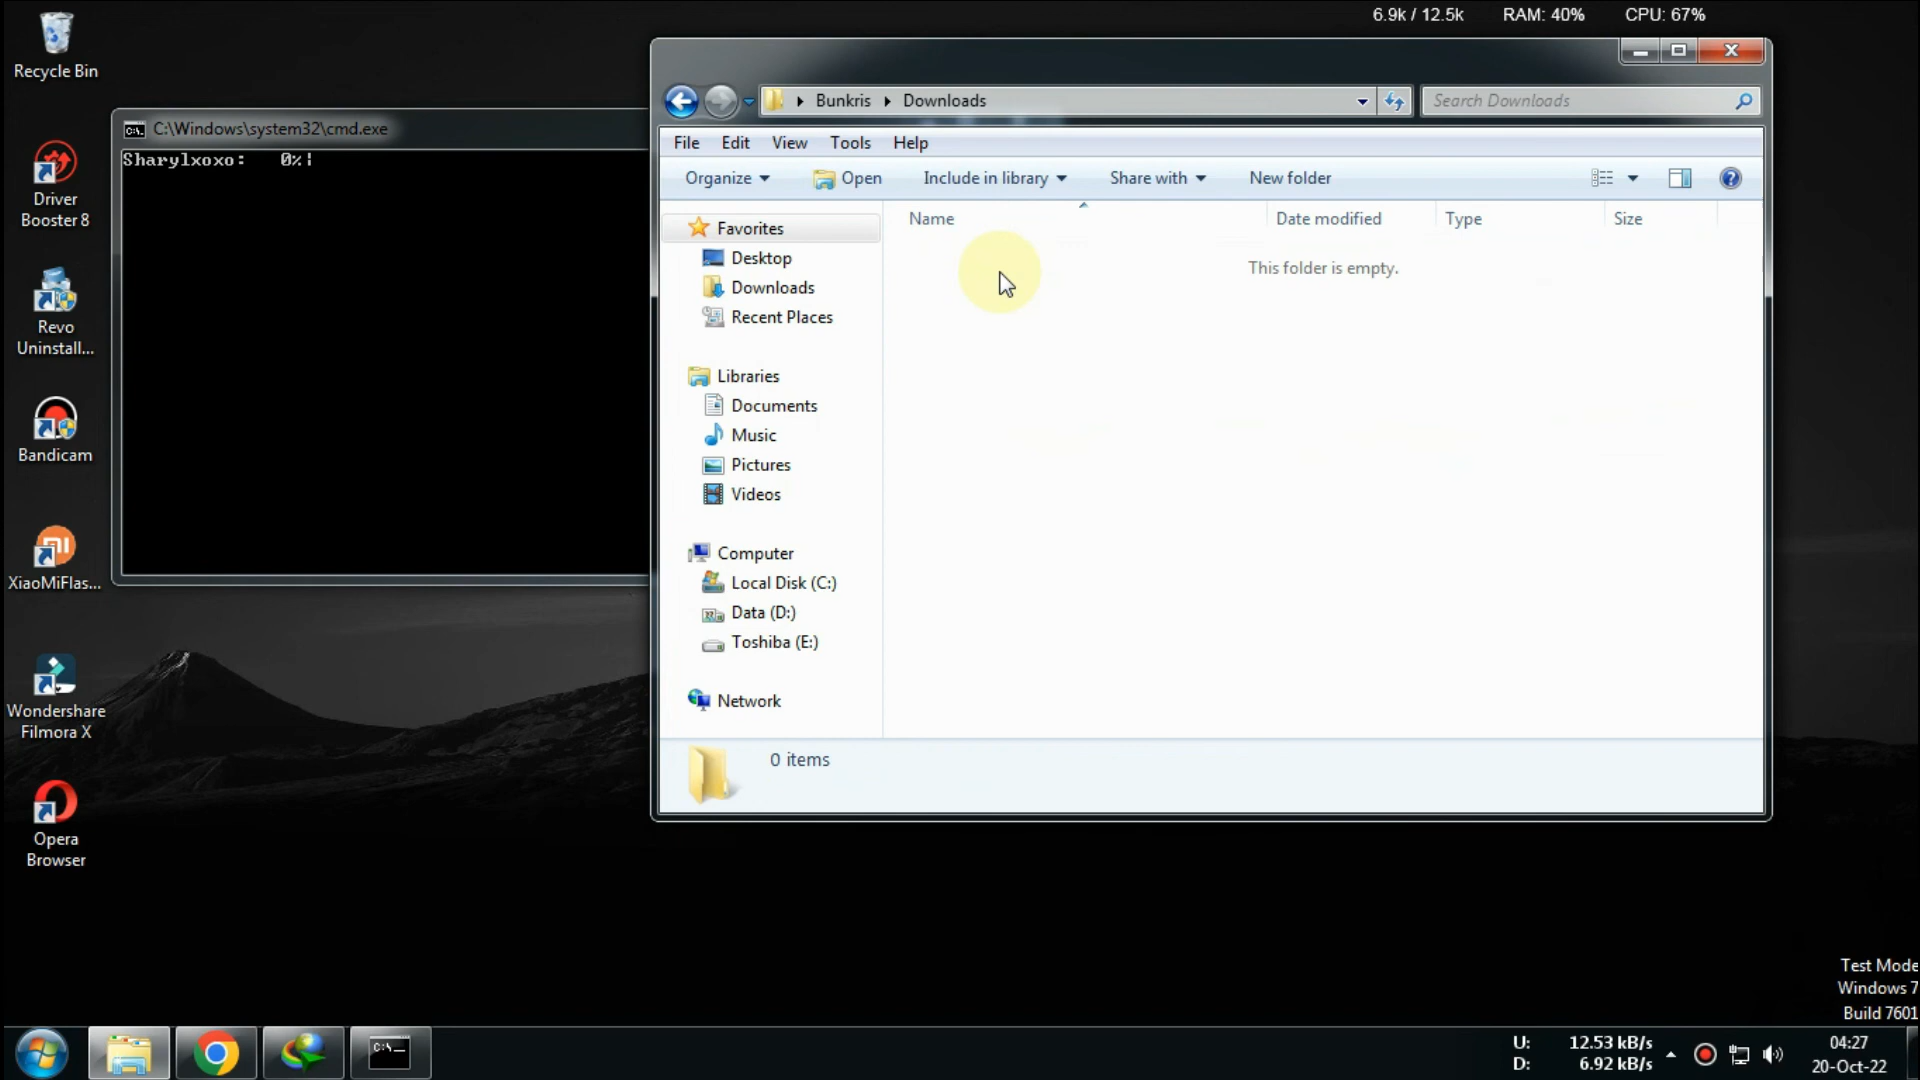 6.9k / 12.5k RAM: 40% CPU: 67%
Recycle Bin
Driver
Booster 8
Revo
Uninstall...
Bandicam
XiaoMiFlas...
Wondershare
Filmora X
Opera
Browser
C:\Windows\system32\cmd.exe
Sharylxoxo:   0%|
Bunkris Downloads
Search Downloads
File Edit View Tools Help
Organize Open Include in library Share with New folder
Name Date modified Type Size
This folder is empty.
Favorites
Desktop
Downloads
Recent Places
Libraries
Documents
Music
Pictures
Videos
Computer
Local Disk (C:)
Data (D:)
Toshiba (E:)
Network
0 items
Test Mode
Windows 7
Build 7601
U: 12.53 kB/s
D: 6.92 kB/s
04:27
20-Oct-22